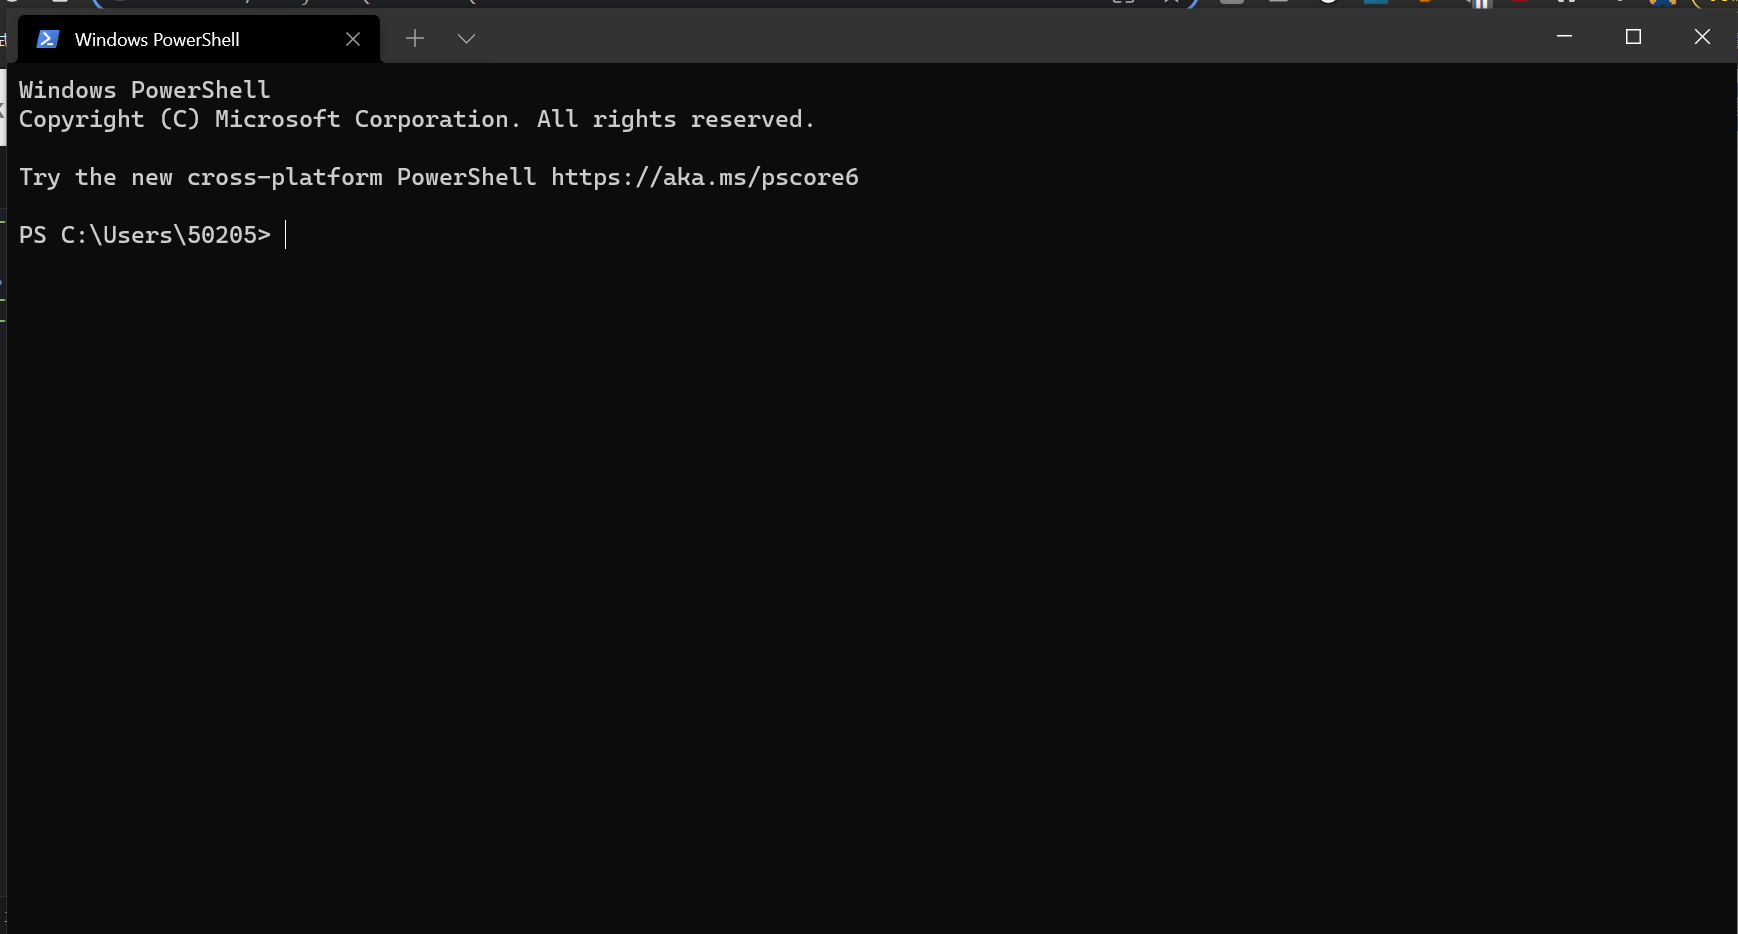 Windows PowerShell
Windows PowerShell
Copyright (C) Microsoft Corporation. All rights reserved.
Try the new cross-platform PowerShell https://aka.ms/pscore6
PS C:\Users\50205>